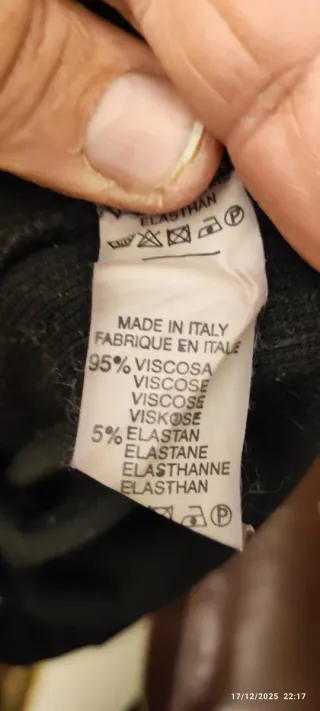 ELASTHAN
MADE IN ITALY
FABRIQUE EN ITALE
95% VISCOSA
VISCOSE
VISCOSE
VISKOSE
5% ELASTAN
ELASTANE
ELASTHANNE
ELASTHAN
17/12/2025 22:17